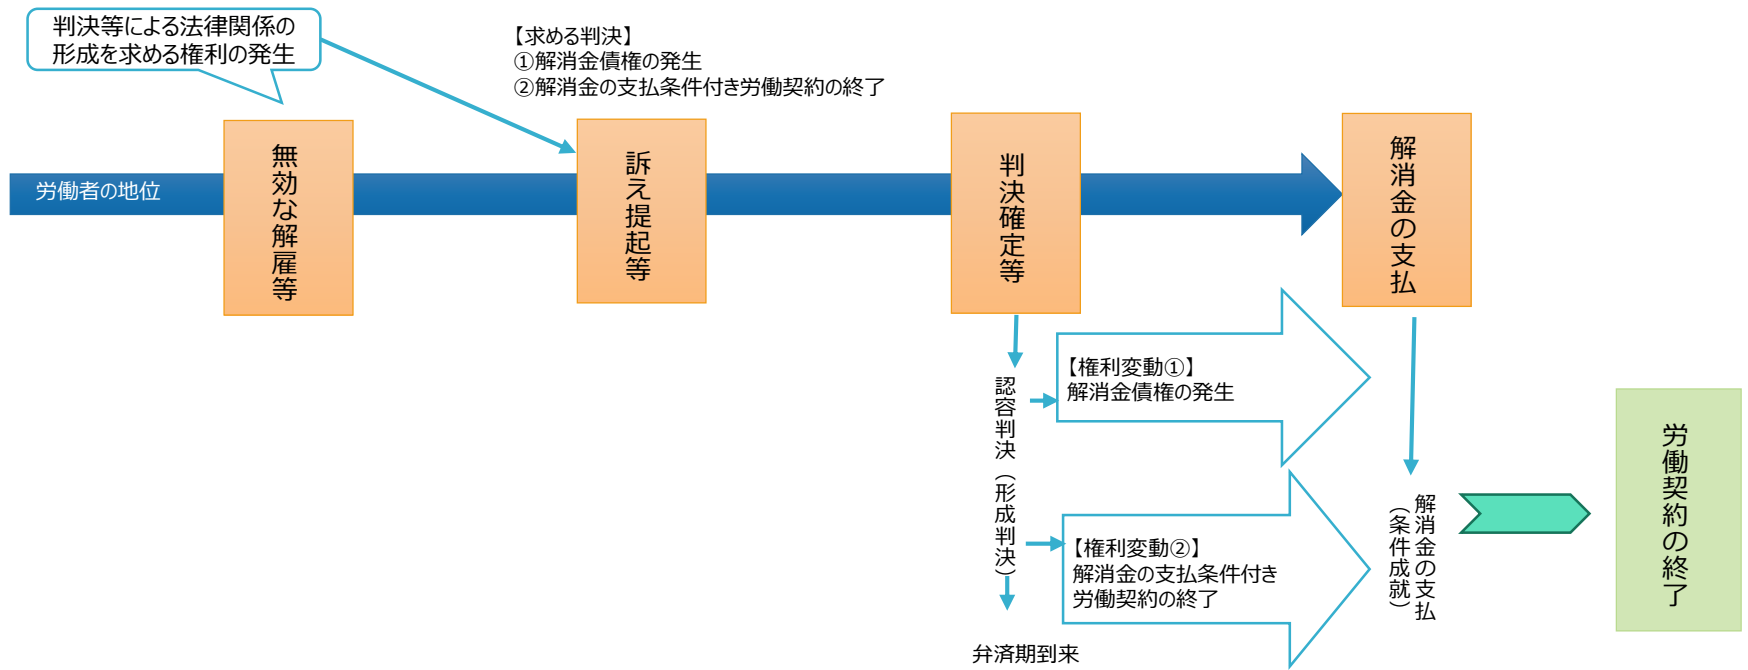 判決等による法律関係の
形成を求める権利の発生
【求める判決】
①解消金債権の発生
②解消金の支払条件付き労働契約の終了
労働者の地位
無効な解雇等
訴え提起等
判決確定等
解消金の支払
認容判決（形成判決）
【権利変動①】
解消金債権の発生
【権利変動②】
解消金の支払条件付き
労働契約の終了
弁済期到来
解消金の支払
（条件成就）
労働契約の終了